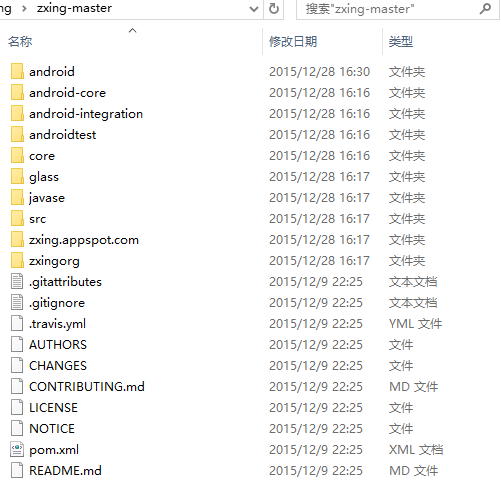 ng > zxing-master 搜索"zxing-master"
名称 修改日期 类型
android 2015/12/28 16:30 文件夹
android-core 2015/12/28 16:16 文件夹
android-integration 2015/12/28 16:16 文件夹
androidtest 2015/12/28 16:16 文件夹
core 2015/12/28 16:16 文件夹
glass 2015/12/28 16:17 文件夹
javase 2015/12/28 16:17 文件夹
src 2015/12/28 16:17 文件夹
zxing.appspot.com 2015/12/28 16:17 文件夹
zxingorg 2015/12/28 16:17 文件夹
.gitattributes 2015/12/9 22:25 文本文档
.gitignore 2015/12/9 22:25 文本文档
.travis.yml 2015/12/9 22:25 YML 文件
AUTHORS 2015/12/9 22:25 文件
CHANGES 2015/12/9 22:25 文件
CONTRIBUTING.md 2015/12/9 22:25 MD 文件
LICENSE 2015/12/9 22:25 文件
NOTICE 2015/12/9 22:25 文件
pom.xml 2015/12/9 22:25 XML 文档
README.md 2015/12/9 22:25 MD 文件